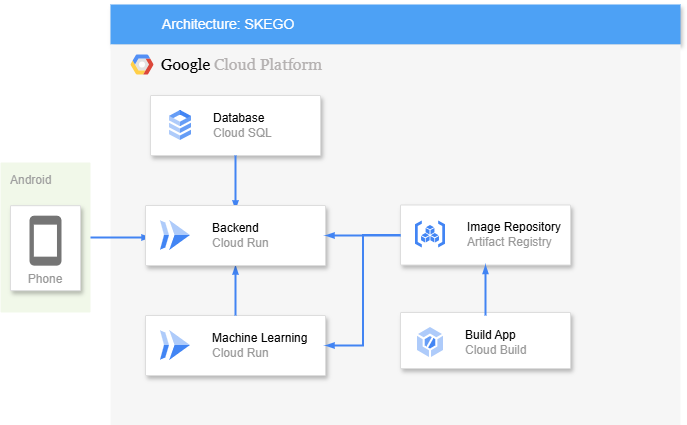 Architecture: SKEGO
Google Cloud Platform
Database
Cloud SQL
Android
Phone
Backend
Cloud Run
Image Repository
Artifact Registry
Machine Learning
Cloud Run
Build App
Cloud Build